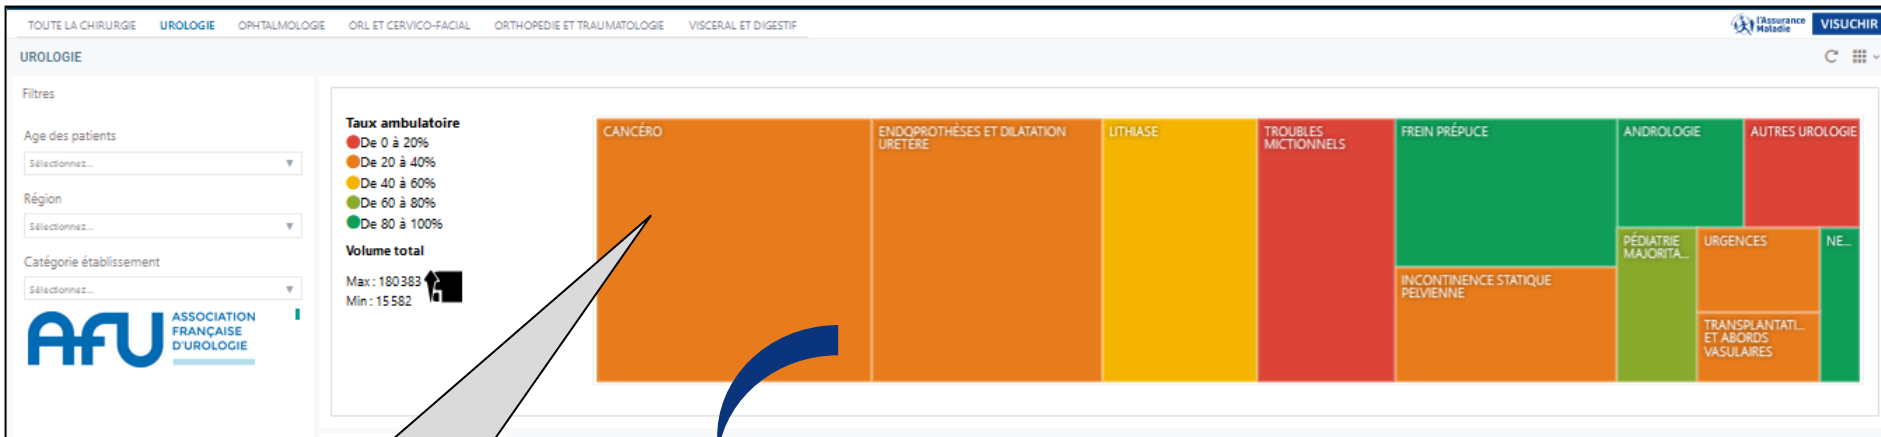 TOUTE LA CHIRURGIE UROLOGIE OPHTALMOLOGIE ORL ET CERVICO-FACIAL ORTHOPEDIE ET TRAUMATOLOGIE VISCERAL ET DIGESTIF
l'Assurance
Maladie
VISUCHIR
UROLOGIE
Filtres
Age des patients
Sélectionnez...
Région
Sélectionnez...
Catégorie établissement
Sélectionnez...
AFU
ASSOCIATION
FRANÇAISE
D'UROLOGIE
Taux ambulatoire
De 0 à 20%
De 20 à 40%
De 40 à 60%
De 60 à 80%
De 80 à 100%
Volume total
Max : 180383
Min : 15582
CANCÉRO
ENDOPROTHÈSES ET DILATATION
URETÈRE
LITHIASE
TROUBLES
MICTIONNELS
FREIN PRÉPUCE
INCONTINENCE STATIQUE
PELVIENNE
ANDROLOGIE
AUTRES UROLOGIE
PÉDIATRIE
MAJORITA...
URGENCES
NE...
TRANSPLANTATI...
ET ABORDS
VASULAIRES